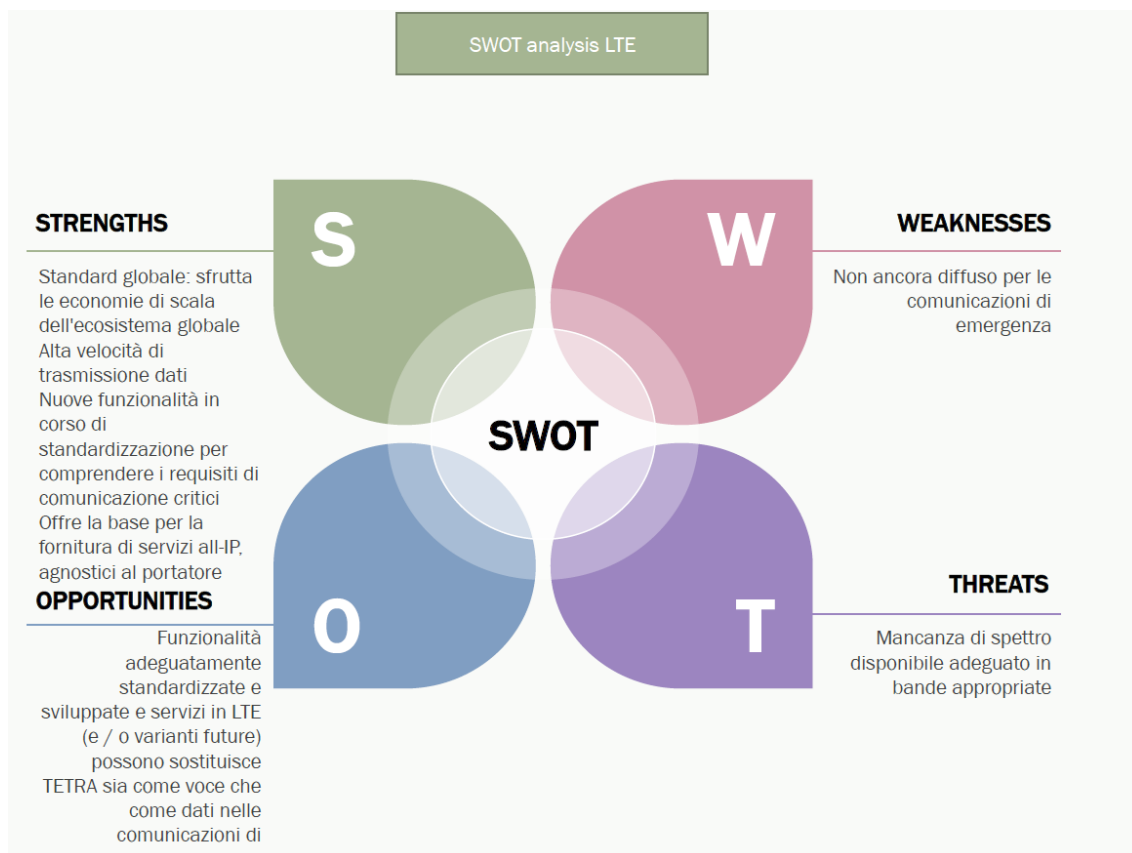 SWOT analysis LTE
STRENGTHS
Standard globale: sfrutta
le economie di scala
dell'ecosistema globale
Alta velocità di
trasmissione dati
Nuove funzionalità in
corso di
standardizzazione per
comprendere i requisiti di
comunicazione critici
Offre la base per la
fornitura di servizi all-IP,
agnostici al portatore
S
W
WEAKNESSES
Non ancora diffuso per le
comunicazioni di
emergenza
SWOT
OPPORTUNITIES
Funzionalità
adeguatamente
standardizzate e
sviluppate e servizi in LTE
(e / o varianti future)
possono sostituisce
TETRA sia come voce che
come dati nelle
comunicazioni di
O
T
THREATS
Mancanza di spettro
disponibile adeguato in
bande appropriate